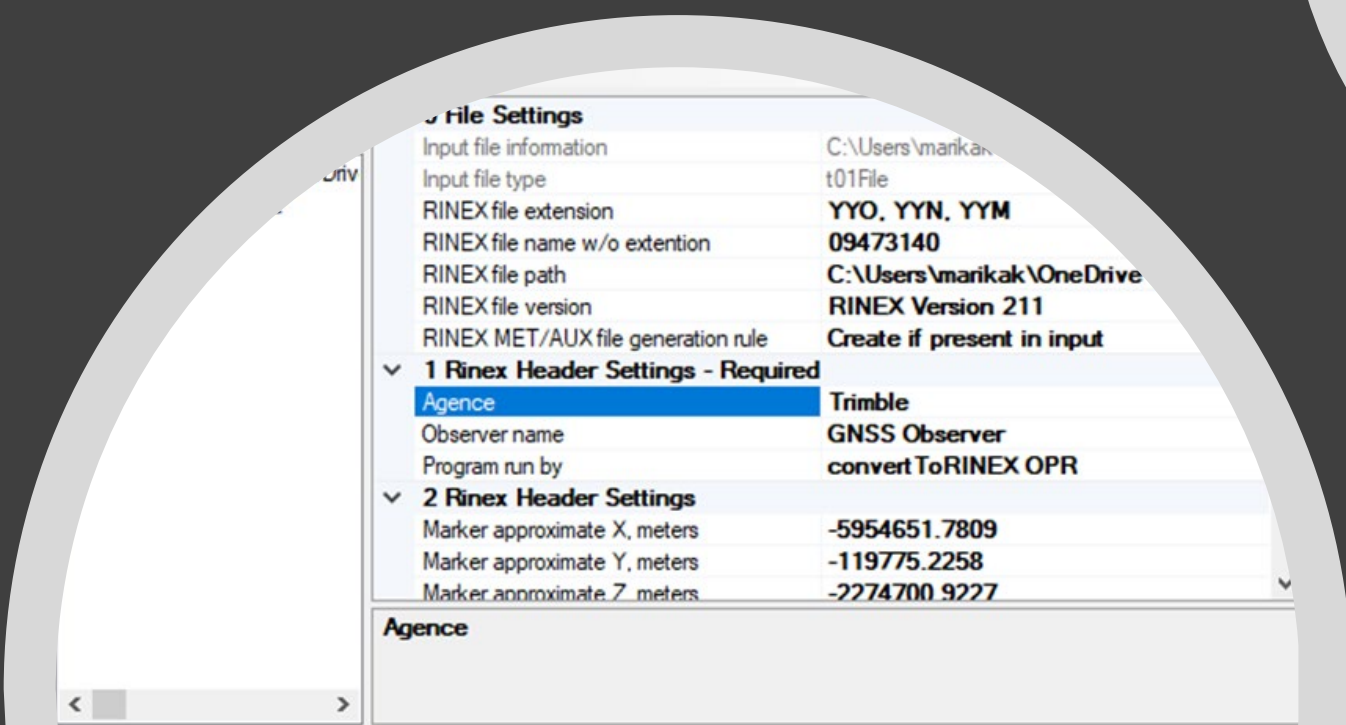 File Settings
Input file information C:\Users\marikak
Input file type t01File
Driv
RINEX file extension YYO, YYN, YYM
RINEX file name w/o extention 09473140
RINEX file path C:\Users\marikak\OneDrive
RINEX file version RINEX Version 211
RINEX MET/AUX file generation rule Create if present in input
1 Rinex Header Settings - Required
Agence Trimble
Observer name GNSS Observer
Program run by convertToRINEX OPR
2 Rinex Header Settings
Marker approximate X, meters -5954651.7809
Marker approximate Y, meters -119775.2258
Marker approximate Z, meters -2274700.9227
Agence